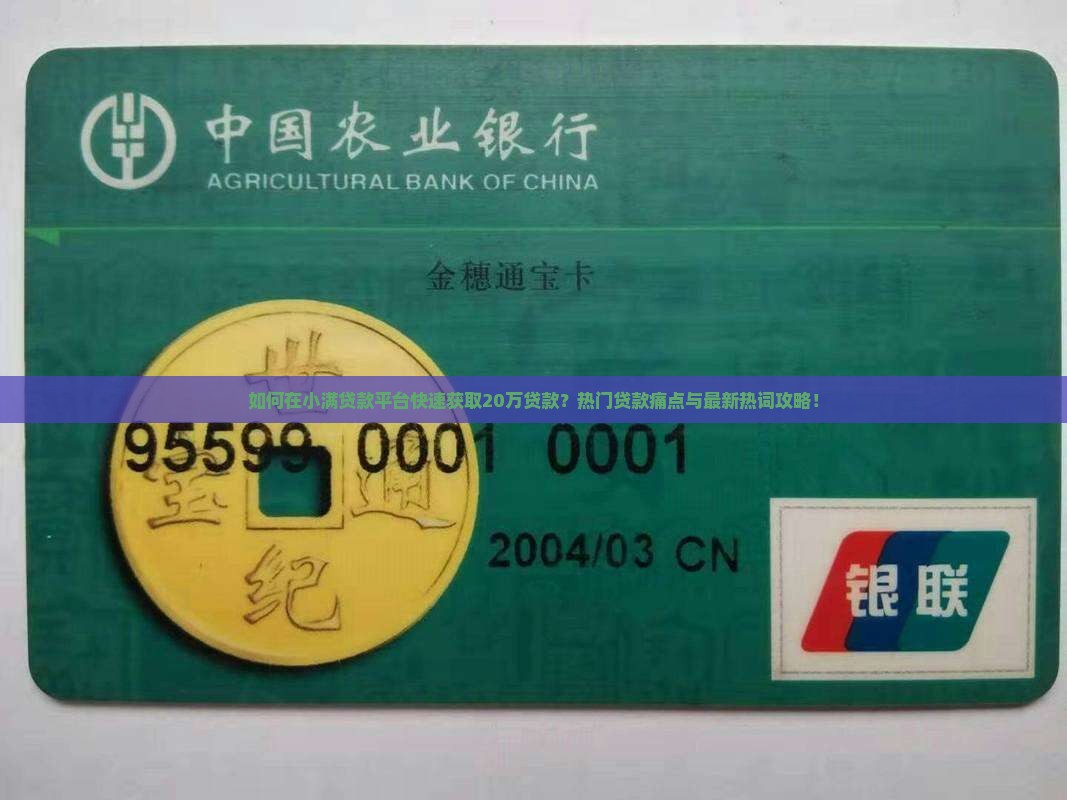 中国农业银行
AGRICULTURAL BANK OF CHINA
金穗通宝卡
世
如何在小满贷款平台快速获取20万贷款？热门贷款痛点与最新热词攻略！
95599 0001 0001
宝 通
2004/03 CN
纪
银联